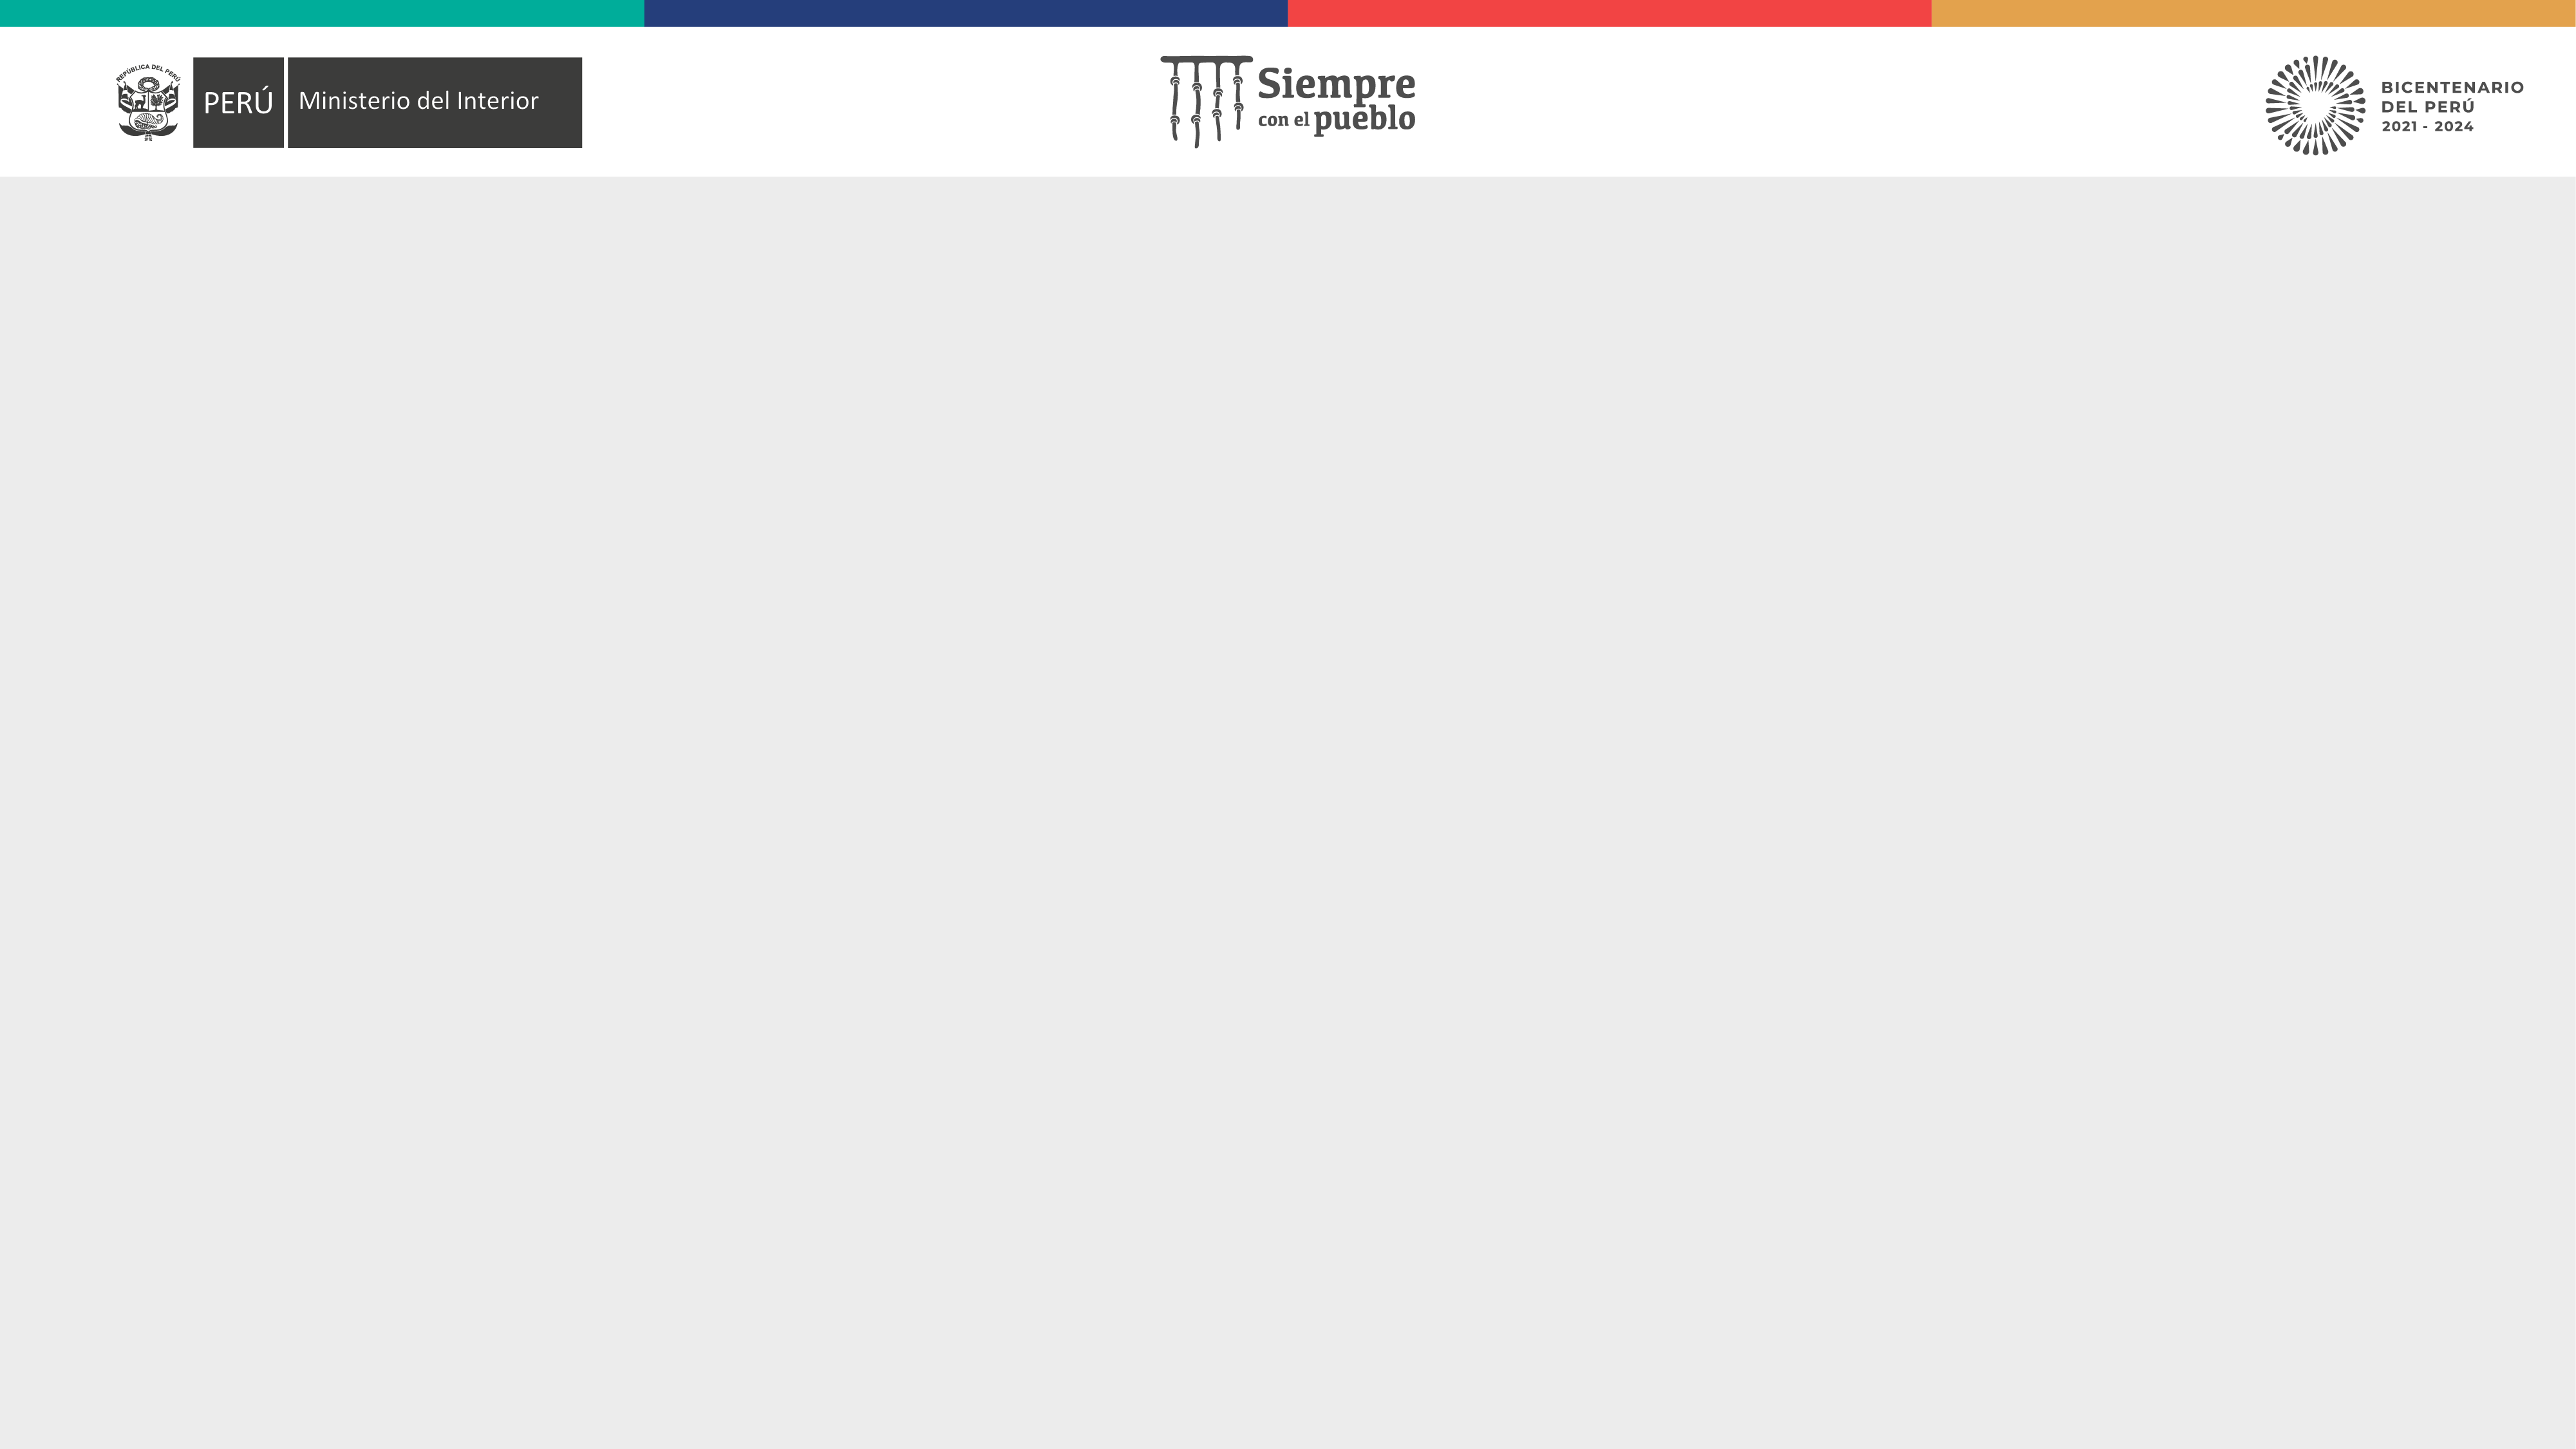 REPÚBLICA DEL PERÚ
PERÚ
Ministerio del Interior
Siempre
con el pueblo
BICENTENARIO
DEL PERÚ
2021 - 2024